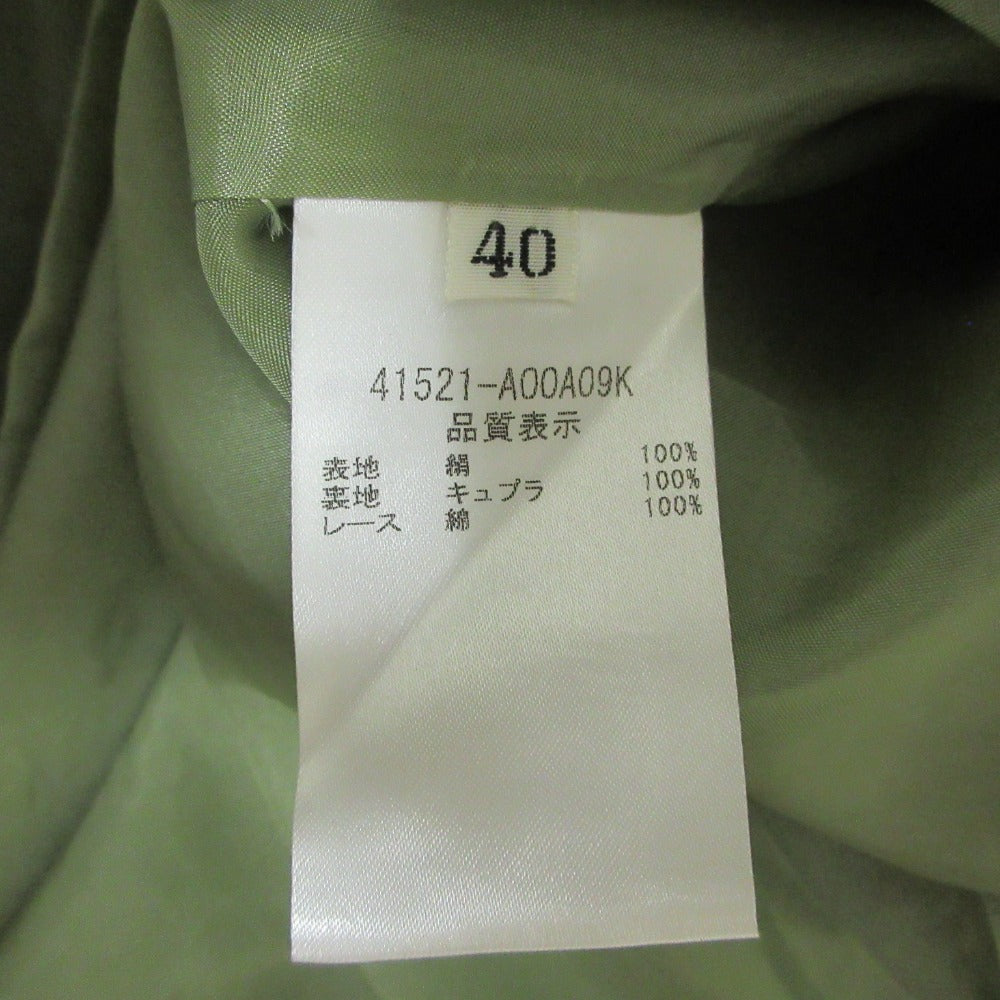 40
41521-A00A09K
品質表示
表地 絹 100%
裏地 キュプラ 100%
レース 綿 100%